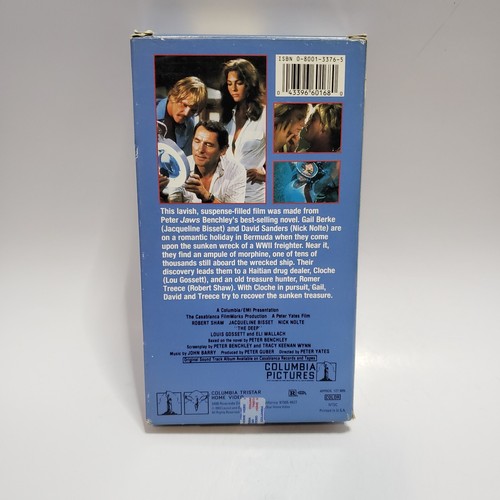 ISBN 0-8001-3376-5
0 43396 60168 0
This lavish, suspense-filled film was made from
Peter Jaws Benchley's best-selling novel. Gail Berke
(Jacqueline Bisset) and David Sanders (Nick Nolte) are
on a romantic holiday in Bermuda when they come
upon the sunken wreck of a WWII freighter. Near it,
they find an ampule of morphine, one of tens of
thousands still aboard the wrecked ship. Their
discovery leads them to a Haitian drug dealer, Cloche
(Lou Gossett), and an old treasure hunter, Romer
Treece (Robert Shaw). With Cloche in pursuit, Gail,
David and Treece try to recover the sunken treasure.
A Columbia/EMI Presentation
The Casablanca FilmWorks Production A Peter Yates Film
ROBERT SHAW JACQUELINE BISSET NICK NOLTE
"THE DEEP"
LOUIS GOSSETT and ELI WALLACH
Based on the novel by PETER BENCHLEY
Screenplay by PETER BENCHLEY and TRACY KEENAN WYNN
Music by JOHN BARRY Produced by PETER GUBER Directed by PETER YATES
Original Sound Track Album Available on Casablanca Records and Tapes
COLUMBIA
PICTURES
COLUMBIA TRISTAR
HOME VIDEO
COLOR
Printed in U.S.A.